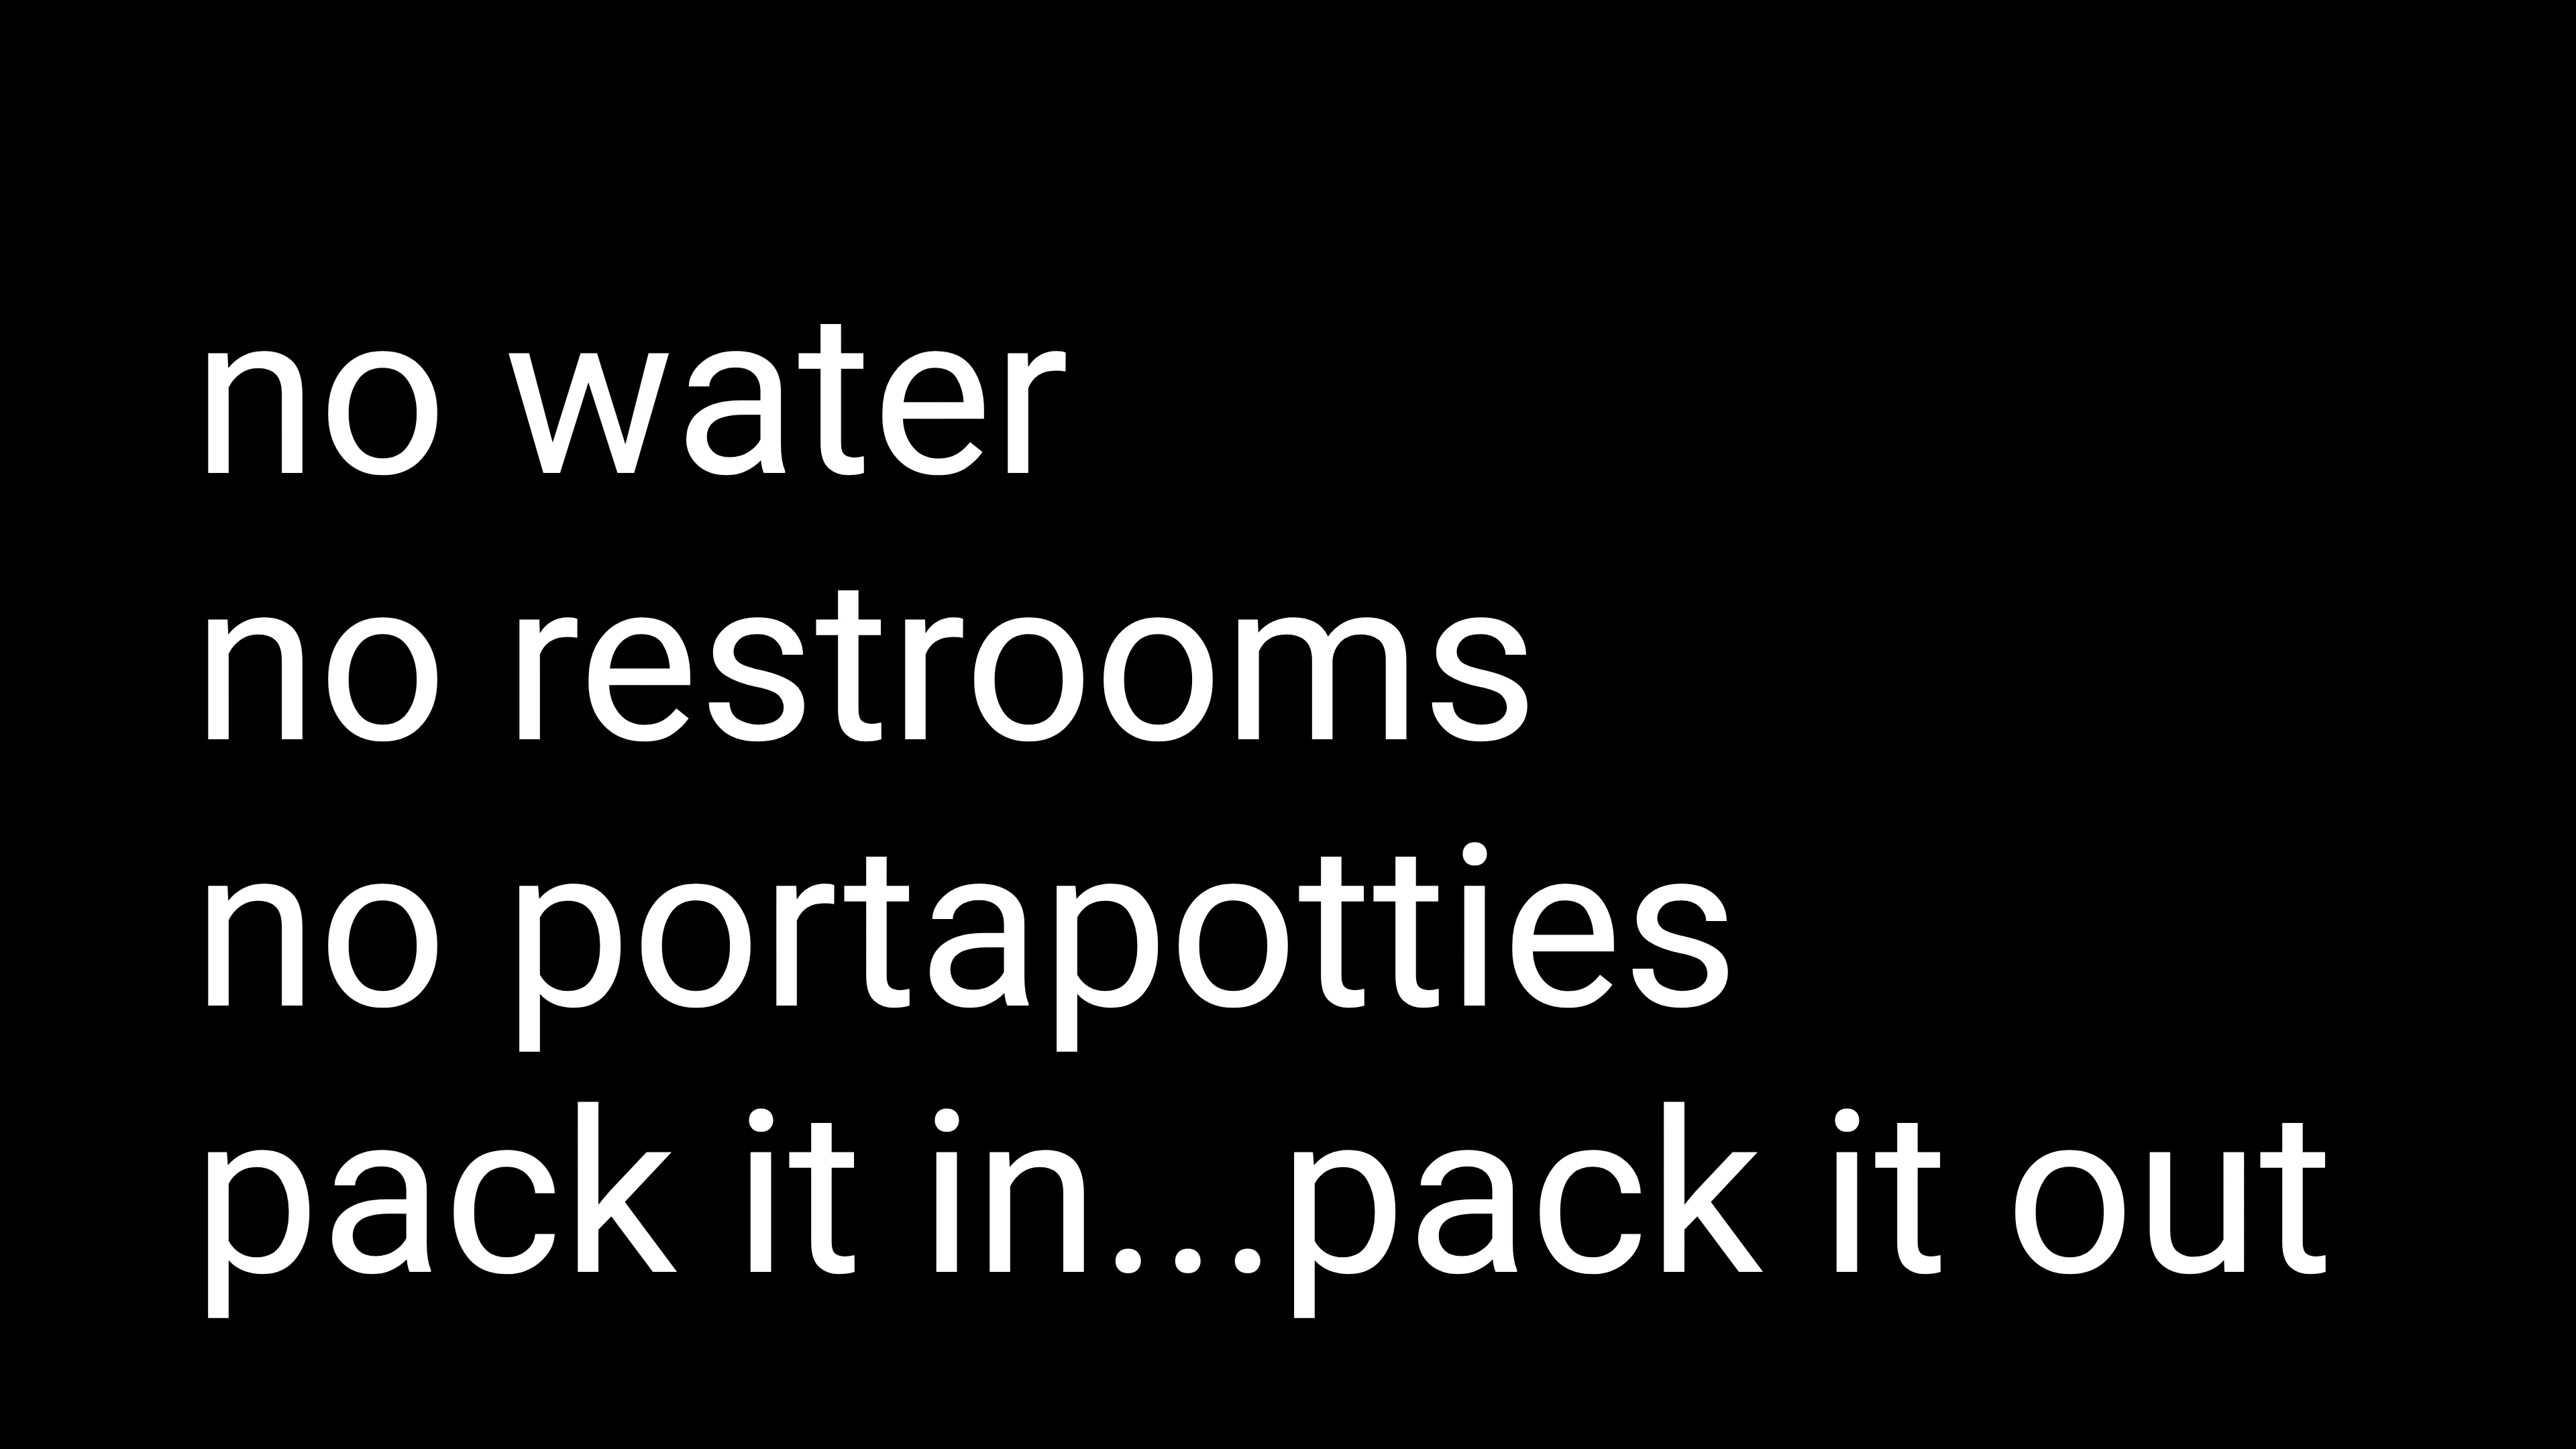 no water
no restrooms
no portapotties
pack it in...pack it out